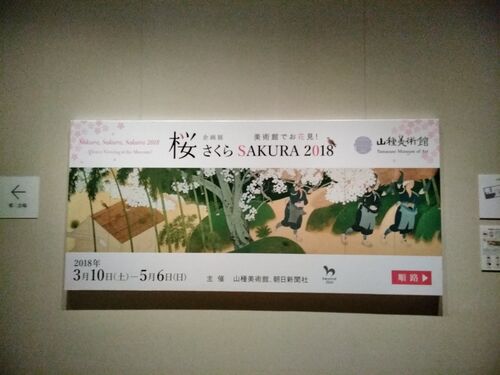 Sakura, Sakura, Sakura 2018
Flower Viewing at the Museum!
企画展
美術館でお花見！
桜 さくら SAKURA 2018
山種美術館
Yamatane Museum of Art
2018年
3月10日(土)－5月6日(日)
主催 山種美術館、朝日新聞社
順路